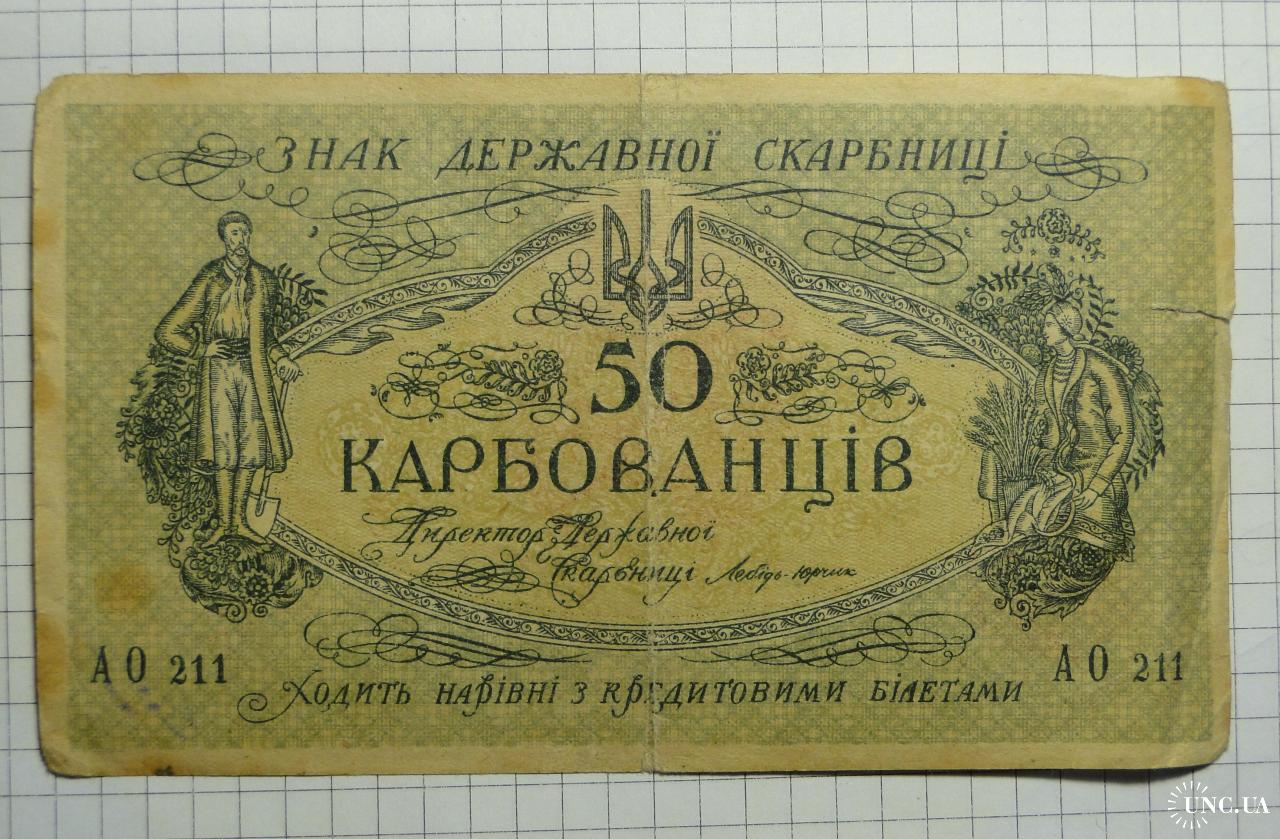 ЗНАК ДЕРЖАВНОЇ СКАРБНИЦІ
50
КАРБОВАНЦІВ
Директор Державної
Скарбниці Лебідь-Юрчик
АО 211
АО 211
Ходить нарівні з кредитовими білетами
UNC.UA